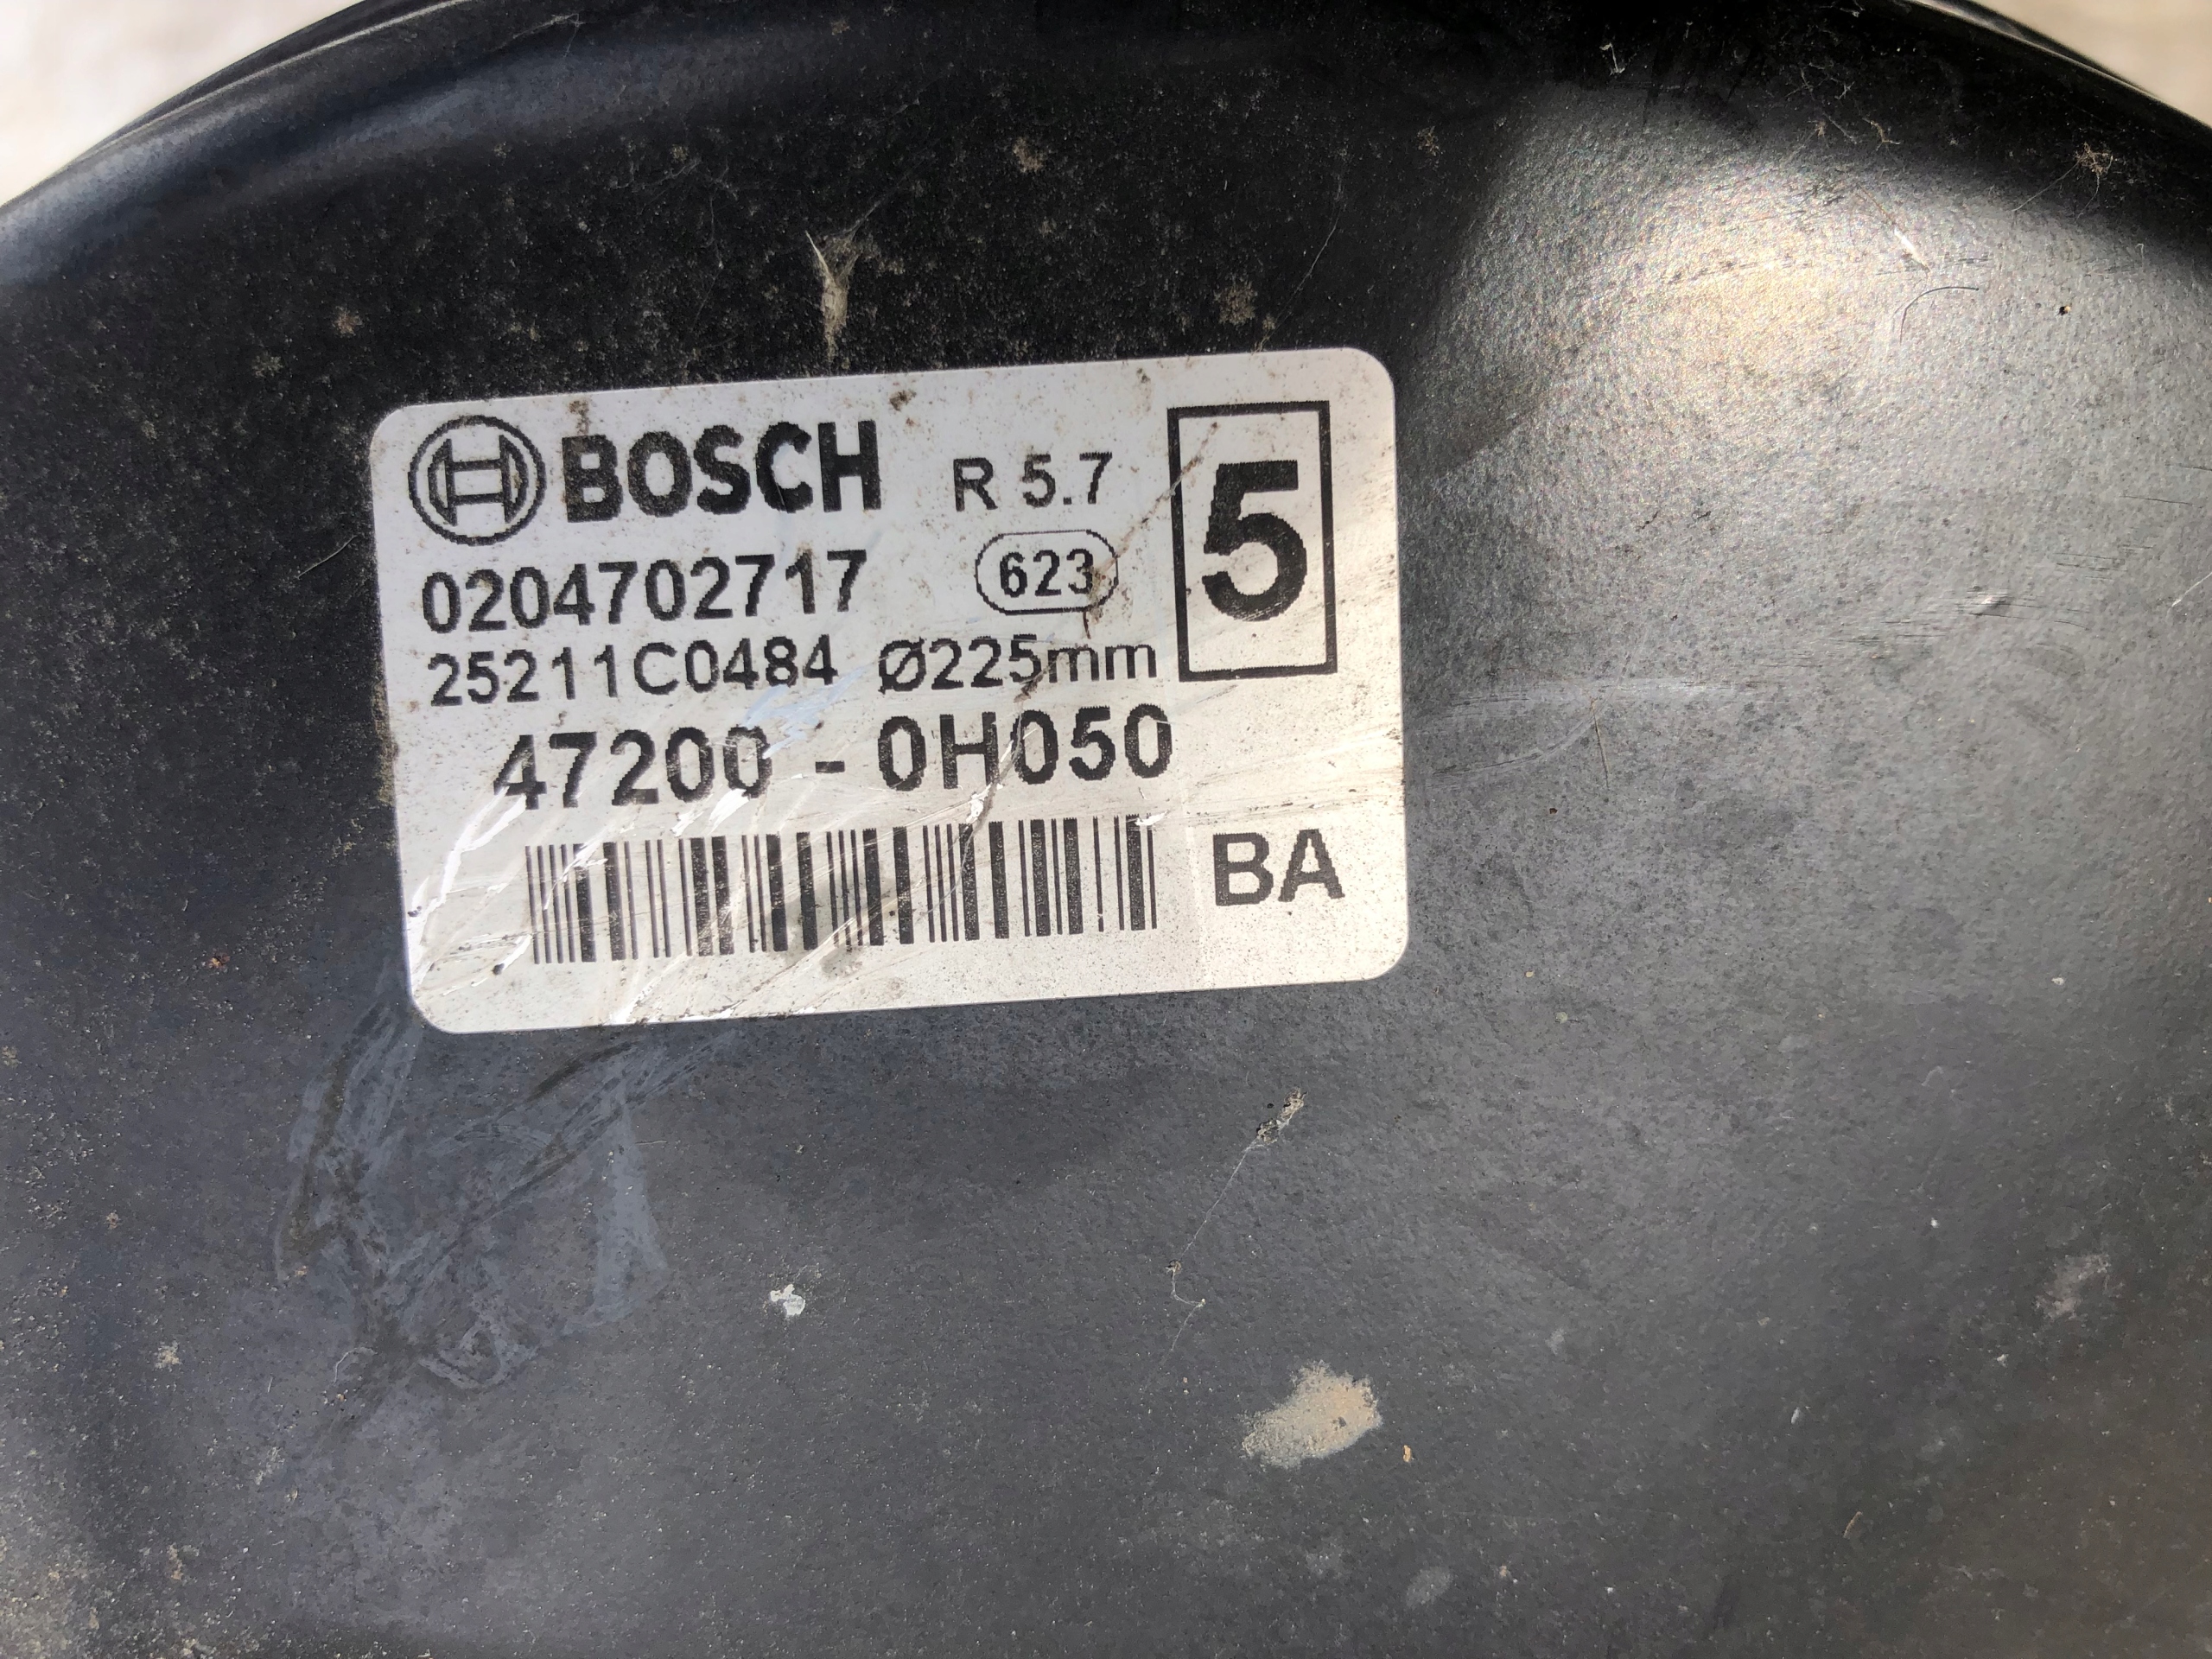 BOSCH R 5.7
5
0204702717 623
25211C0484 Ø225mm
47200 - 0H050
BA